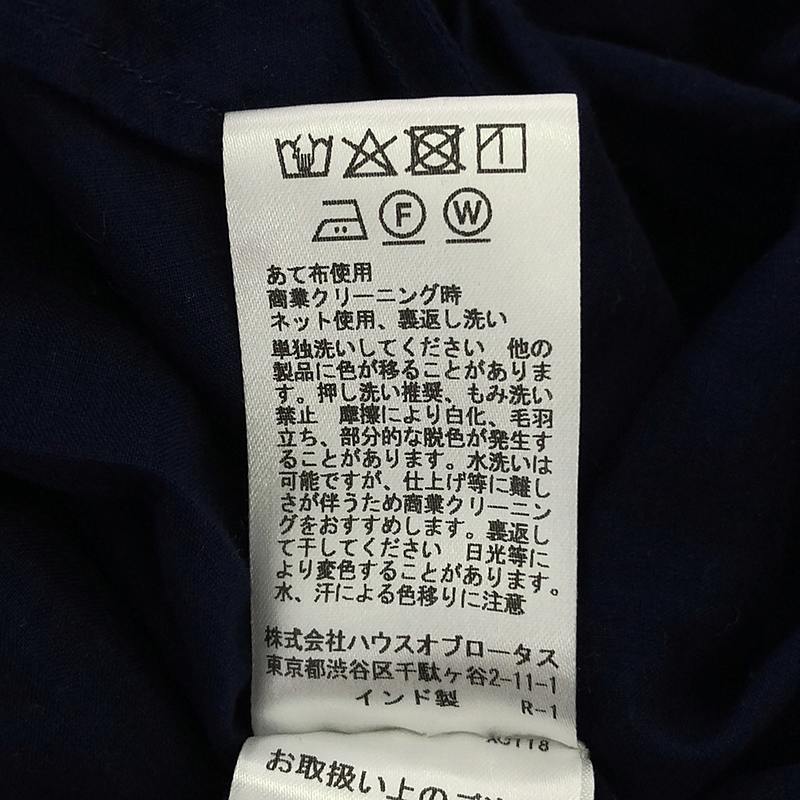 F W
あて布使用
商業クリーニング時
ネット使用、裏返し洗い
単独洗いしてください 他の
製品に色が移ることがありま
す。押し洗い推奨、もみ洗い
禁止 摩擦により白化、毛羽
立ち、部分的な脱色が発生す
ることがあります。水洗いは
可能ですが、仕上げ等に難し
さが伴うため商業クリーニン
グをおすすめします。裏返し
て干してください 日光等に
より変色することがあります。
水、汗による色移りに注意
株式会社ハウスオブロータス
東京都渋谷区千駄ヶ谷2-11-1
インド製 R-1
お取扱い上の